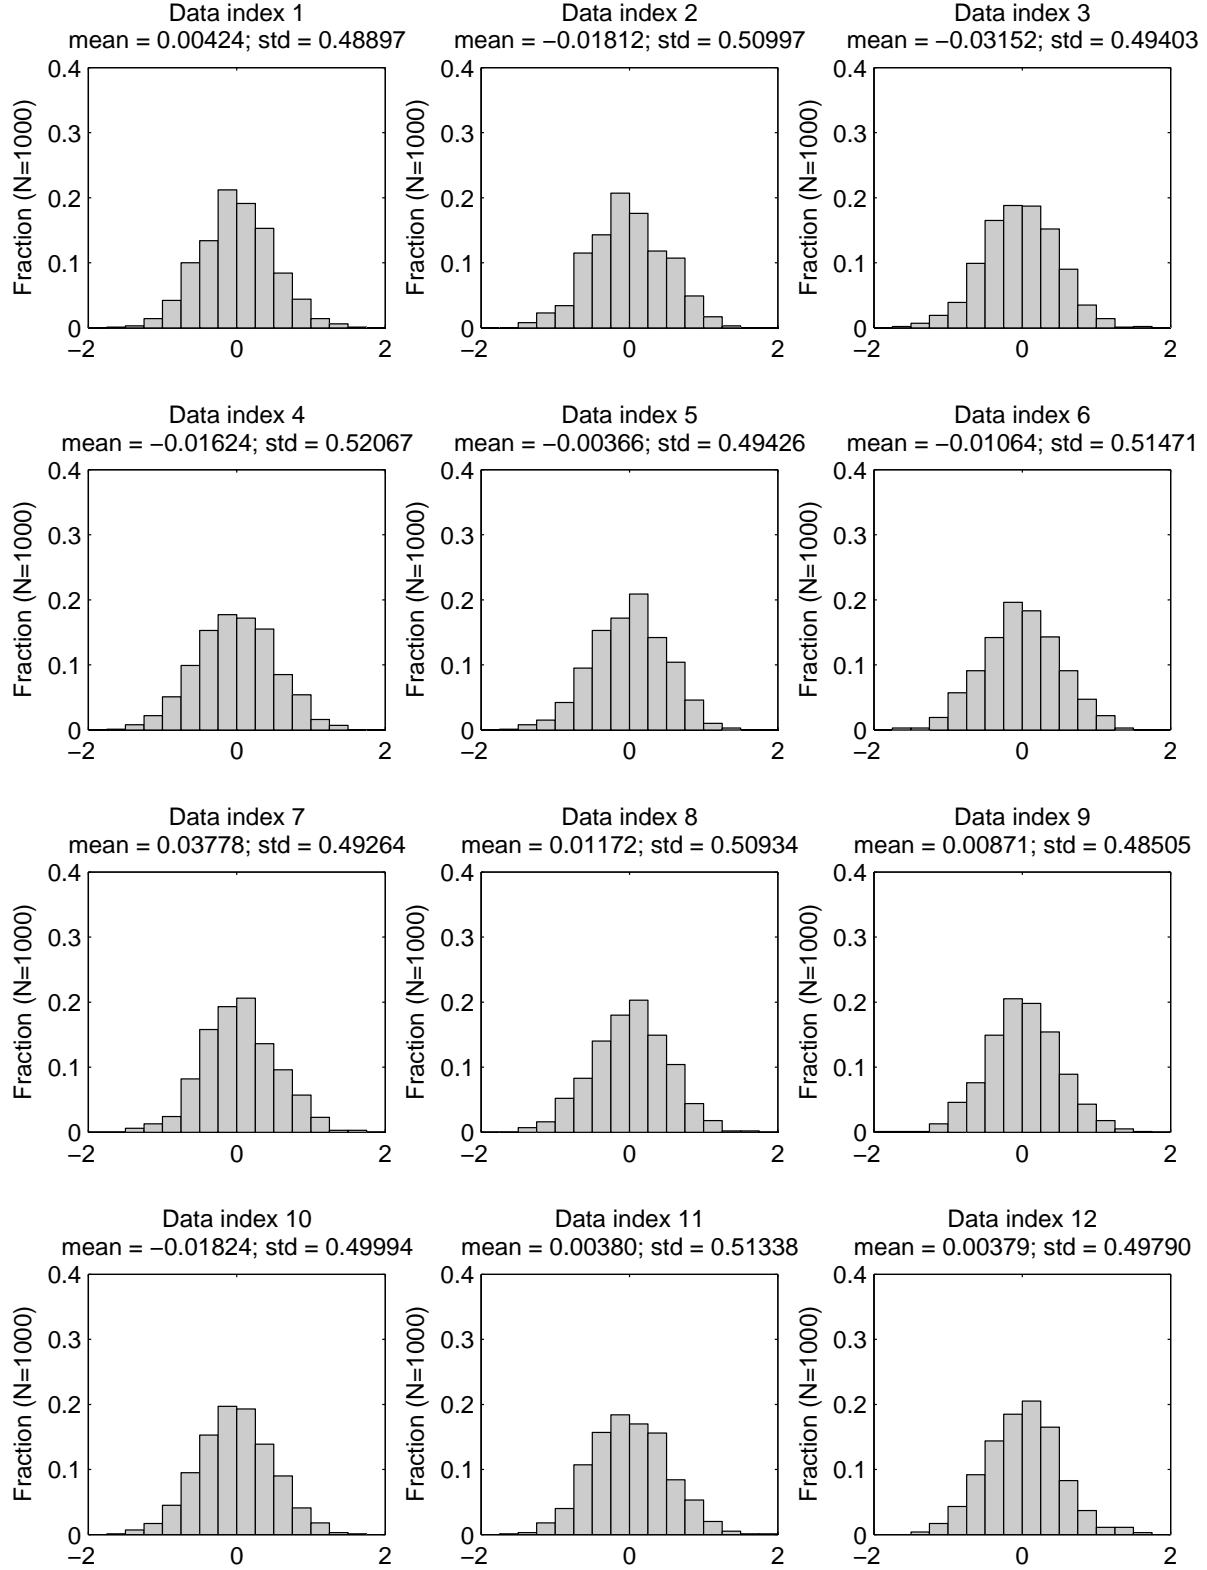 Data index 1
mean = 0.00424; std = 0.48897
0.4
0.3
0.2
0.1
0
Fraction (N=1000)
−2
0
2
Data index 2
mean = −0.01812; std = 0.50997
0.4
0.3
0.2
0.1
0
Fraction (N=1000)
−2
0
2
Data index 3
mean = −0.03152; std = 0.49403
0.4
0.3
0.2
0.1
0
Fraction (N=1000)
−2
0
2
Data index 4
mean = −0.01624; std = 0.52067
0.4
0.3
0.2
0.1
0
Fraction (N=1000)
−2
0
2
Data index 5
mean = −0.00366; std = 0.49426
0.4
0.3
0.2
0.1
0
Fraction (N=1000)
−2
0
2
Data index 6
mean = −0.01064; std = 0.51471
0.4
0.3
0.2
0.1
0
Fraction (N=1000)
−2
0
2
Data index 7
mean = 0.03778; std = 0.49264
0.4
0.3
0.2
0.1
0
Fraction (N=1000)
−2
0
2
Data index 8
mean = 0.01172; std = 0.50934
0.4
0.3
0.2
0.1
0
Fraction (N=1000)
−2
0
2
Data index 9
mean = 0.00871; std = 0.48505
0.4
0.3
0.2
0.1
0
Fraction (N=1000)
−2
0
2
Data index 10
mean = −0.01824; std = 0.49994
0.4
0.3
0.2
0.1
0
Fraction (N=1000)
−2
0
2
Data index 11
mean = 0.00380; std = 0.51338
0.4
0.3
0.2
0.1
0
Fraction (N=1000)
−2
0
2
Data index 12
mean = 0.00379; std = 0.49790
0.4
0.3
0.2
0.1
0
Fraction (N=1000)
−2
0
2